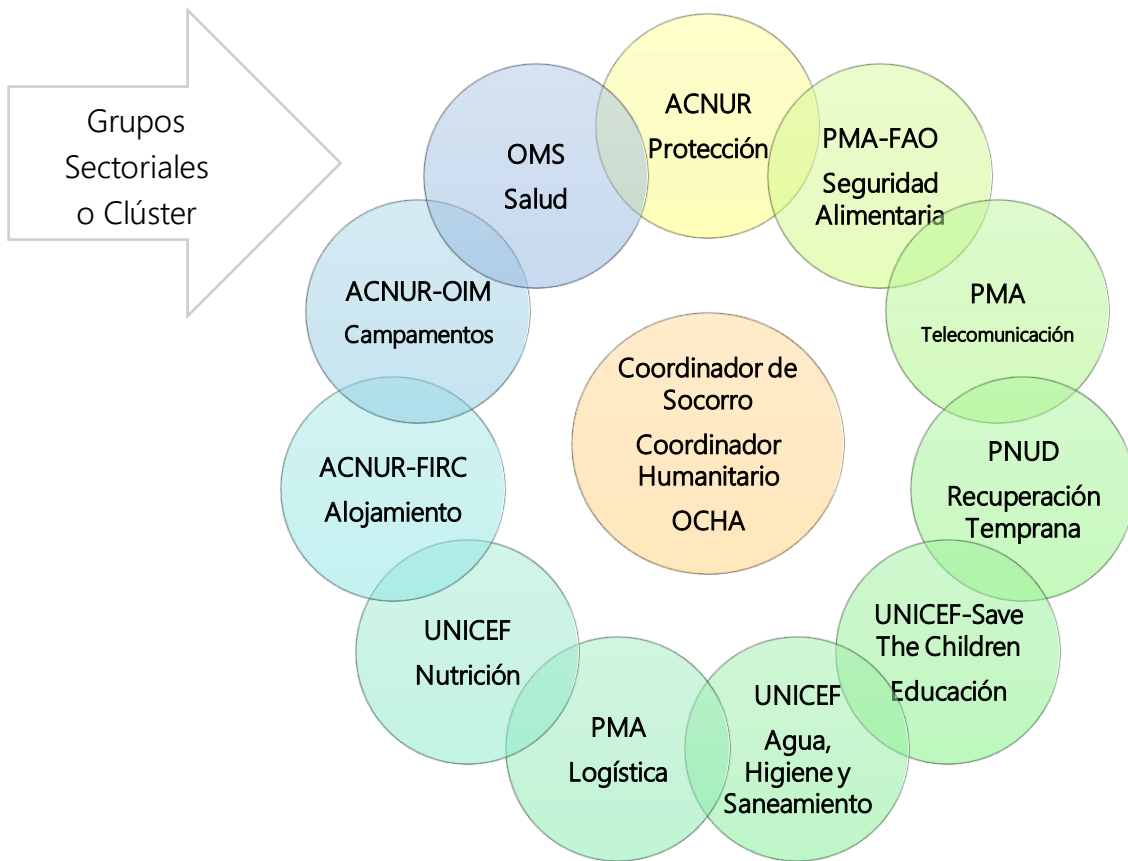 Grupos
Sectoriales
o Clúster
ACNUR
Protección
PMA-FAO
Seguridad
Alimentaria
PMA
Telecomunicación
PNUD
Recuperación
Temprana
UNICEF-Save
The Children
Educación
UNICEF
Agua,
Higiene y
Saneamiento
PMA
Logística
UNICEF
Nutrición
ACNUR-FIRC
Alojamiento
ACNUR-OIM
Campamentos
OMS
Salud
Coordinador de
Socorro
Coordinador
Humanitario
OCHA